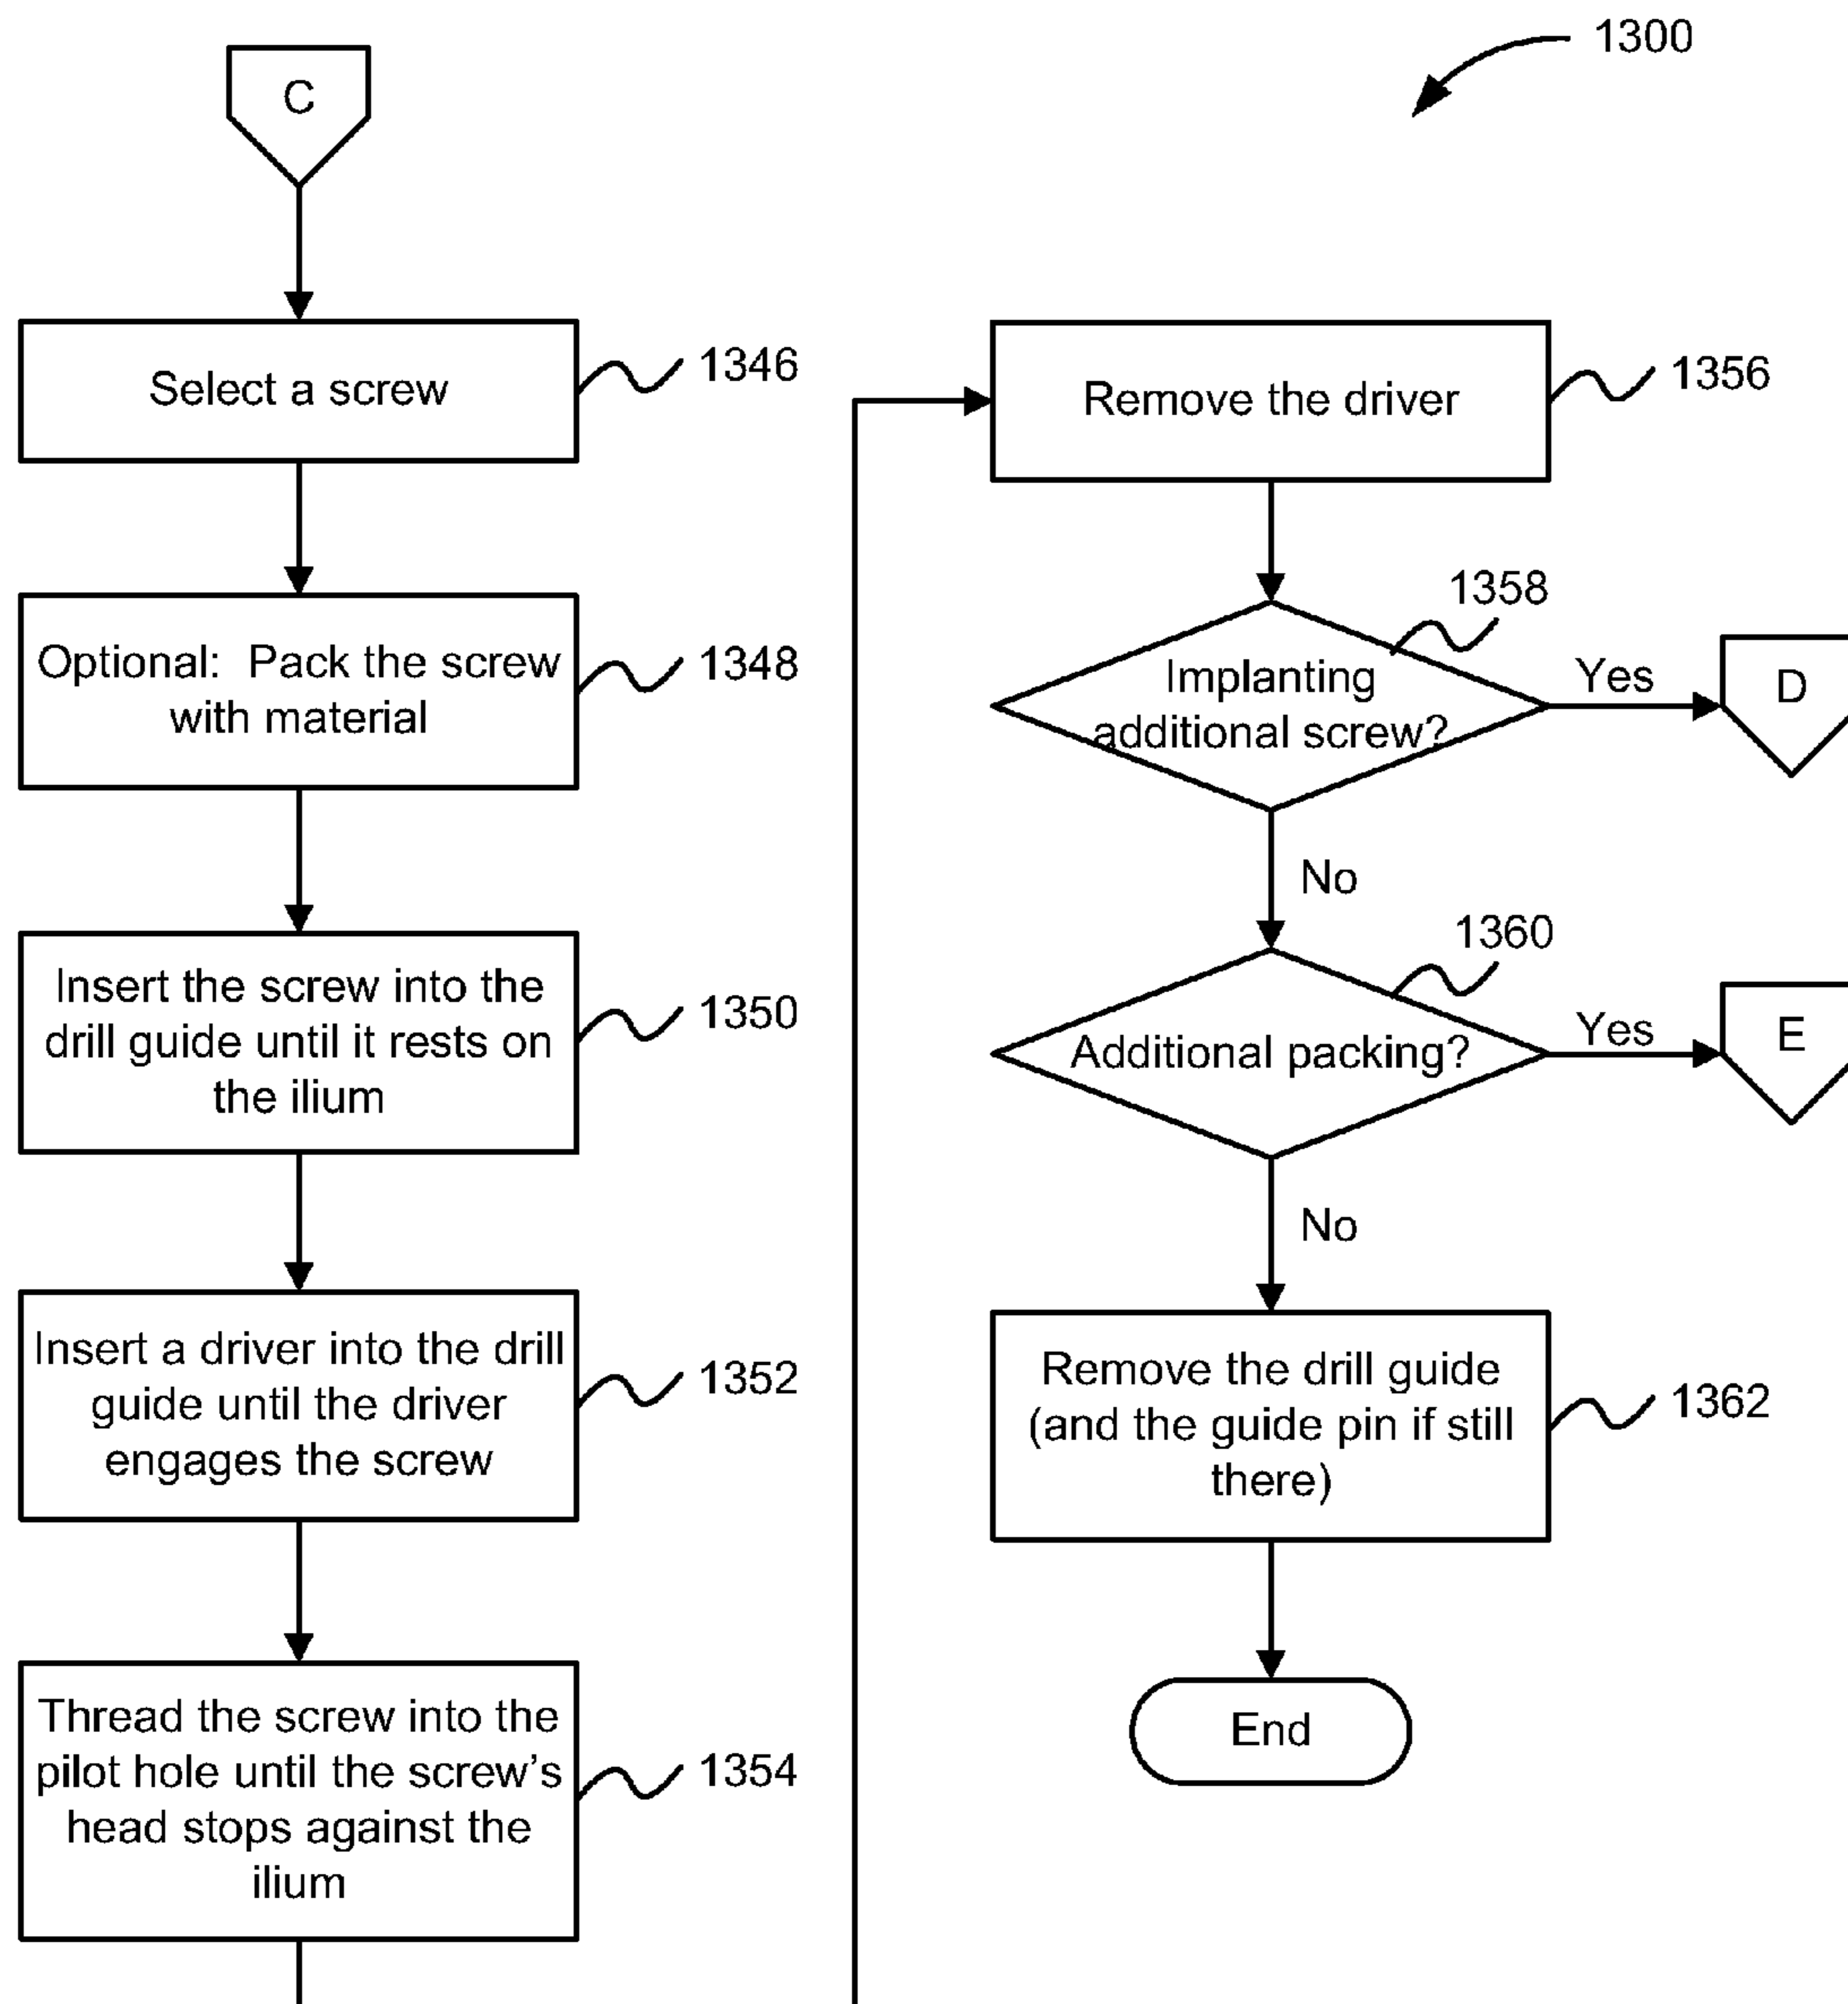 1300
C
Select a screw
1346
Optional: Pack the screw
with material
1348
Insert the screw into the
drill guide until it rests on
the ilium
1350
Insert a driver into the drill
guide until the driver
engages the screw
1352
Thread the screw into the
pilot hole until the screw's
head stops against the
ilium
1354
Remove the driver
1356
1358
Implanting
additional screw?
Yes
D
No
1360
Additional packing?
Yes
E
No
Remove the drill guide
(and the guide pin if still
there)
1362
End